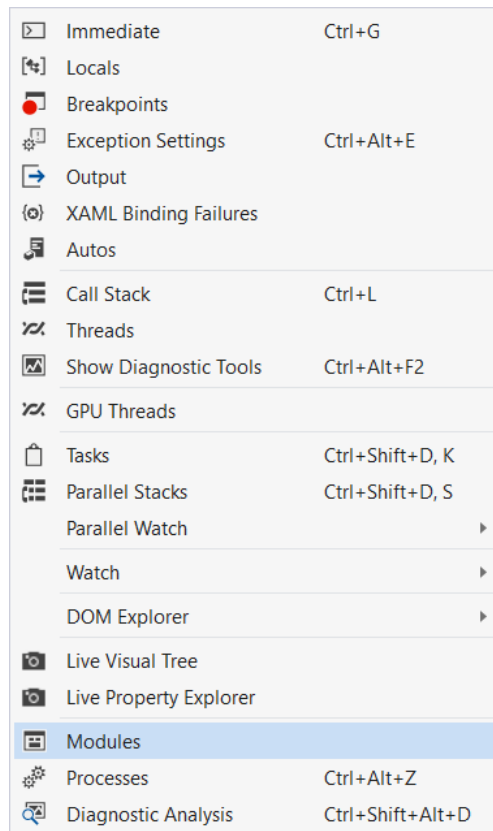 Immediate Ctrl+G
Locals
Breakpoints
Exception Settings Ctrl+Alt+E
Output
XAML Binding Failures
Autos
Call Stack Ctrl+L
Threads
Show Diagnostic Tools Ctrl+Alt+F2
GPU Threads
Tasks Ctrl+Shift+D, K
Parallel Stacks Ctrl+Shift+D, S
Parallel Watch
Watch
DOM Explorer
Live Visual Tree
Live Property Explorer
Modules
Processes Ctrl+Alt+Z
Diagnostic Analysis Ctrl+Shift+Alt+D